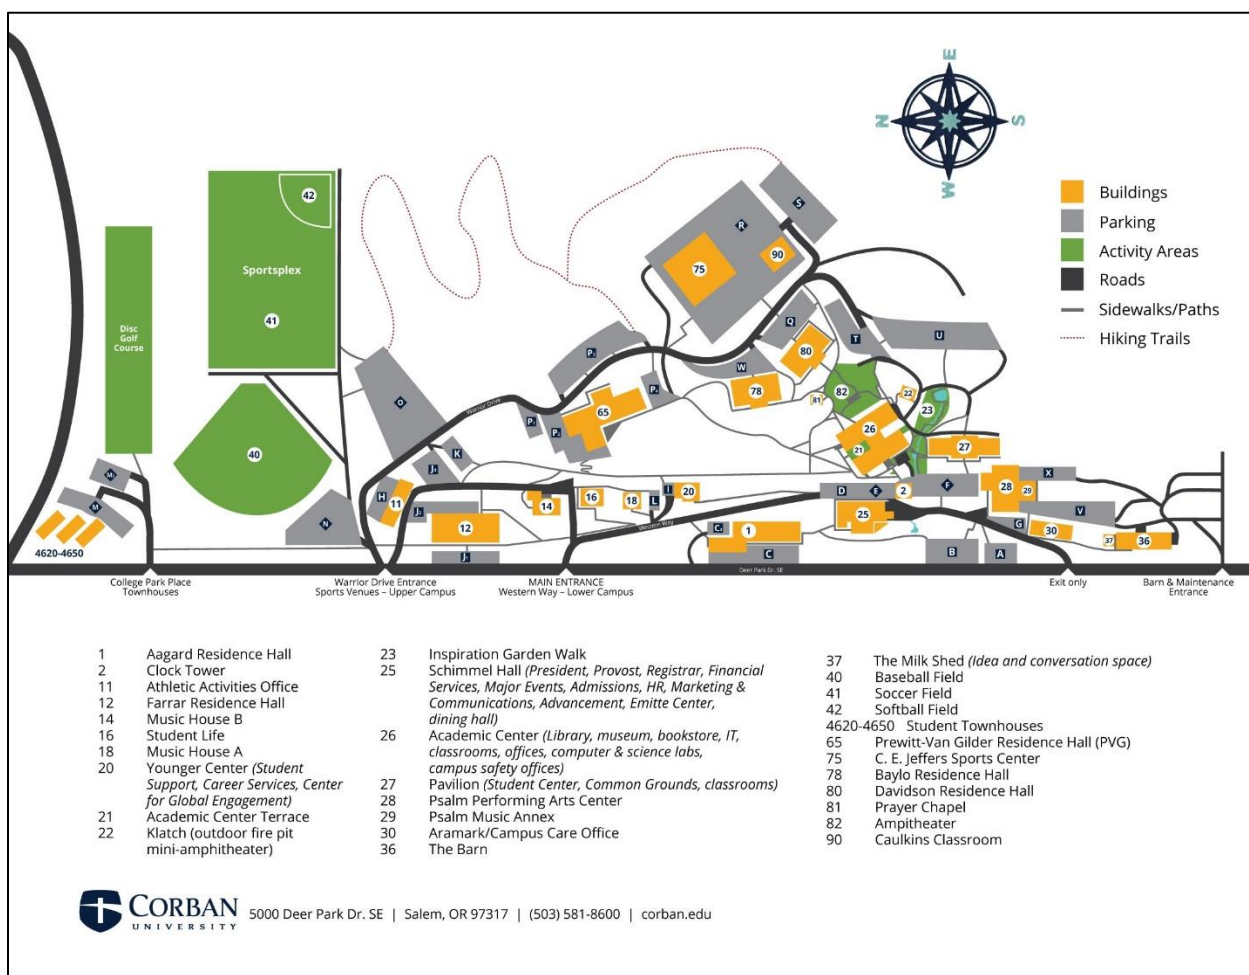 E
N
S
W
Buildings
Parking
Activity Areas
Roads
Sidewalks/Paths
Hiking Trails
42
Sportsplex
41
Disc
Golf
Course
40
S
R
75
90
Q
80
T
U
W
78
81
82
22
23
26
21
27
O
Warrior Drive
65
K
H
11
N
12
14
16
18
L
I
20
Western Way
D
E
2
F
25
28
29
X
V
G
30
37
36
1
C
B
A
M
4620-4650
Deer Park Dr. SE
College Park Place
Townhouses
Warrior Drive Entrance
Sports Venues – Upper Campus
MAIN ENTRANCE
Western Way – Lower Campus
Exit only
Barn & Maintenance
Entrance
1 Aagard Residence Hall
2 Clock Tower
11 Athletic Activities Office
12 Farrar Residence Hall
14 Music House B
16 Student Life
18 Music House A
20 Younger Center (Student
Support, Career Services, Center
for Global Engagement)
21 Academic Center Terrace
22 Klatch (outdoor fire pit
mini-amphitheater)
23 Inspiration Garden Walk
25 Schimmel Hall (President, Provost, Registrar, Financial
Services, Major Events, Admissions, HR, Marketing &
Communications, Advancement, Emitte Center,
dining hall)
26 Academic Center (Library, museum, bookstore, IT,
classrooms, offices, computer & science labs,
campus safety offices)
27 Pavilion (Student Center, Common Grounds, classrooms)
28 Psalm Performing Arts Center
29 Psalm Music Annex
30 Aramark/Campus Care Office
36 The Barn
37 The Milk Shed (Idea and conversation space)
40 Baseball Field
41 Soccer Field
42 Softball Field
4620-4650 Student Townhouses
65 Prewitt-Van Gilder Residence Hall (PVG)
75 C. E. Jeffers Sports Center
78 Baylo Residence Hall
80 Davidson Residence Hall
81 Prayer Chapel
82 Ampitheater
90 Caulkins Classroom
CORBAN
UNIVERSITY
5000 Deer Park Dr. SE | Salem, OR 97317 | (503) 581-8600 | corban.edu